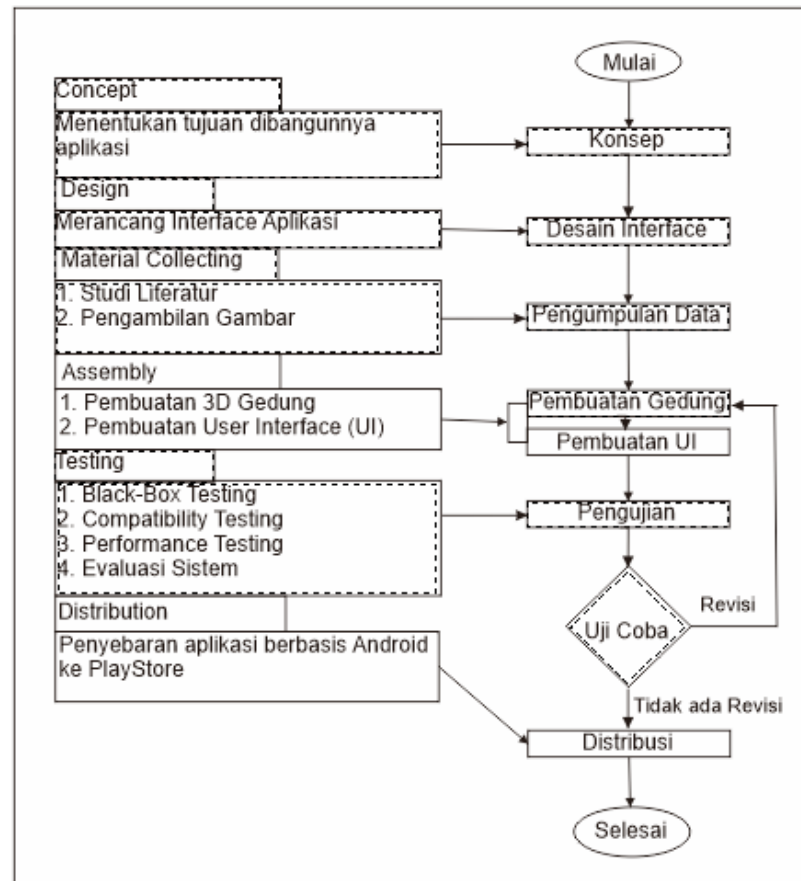 Mulai
Concept
Menentukan tujuan dibangunnya
aplikasi
Konsep
Design
Merancang Interface Aplikasi
Desain Interface
Material Collecting
1. Studi Literatur
2. Pengambilan Gambar
Pengumpulan Data
Assembly
1. Pembuatan 3D Gedung
2. Pembuatan User Interface (UI)
Pembuatan Gedung
Pembuatan UI
Testing
1. Black-Box Testing
2. Compatibility Testing
3. Performance Testing
4. Evaluasi Sistem
Pengujian
Uji Coba
Revisi
Tidak ada Revisi
Distribution
Penyebaran aplikasi berbasis Android
ke PlayStore
Distribusi
Selesai